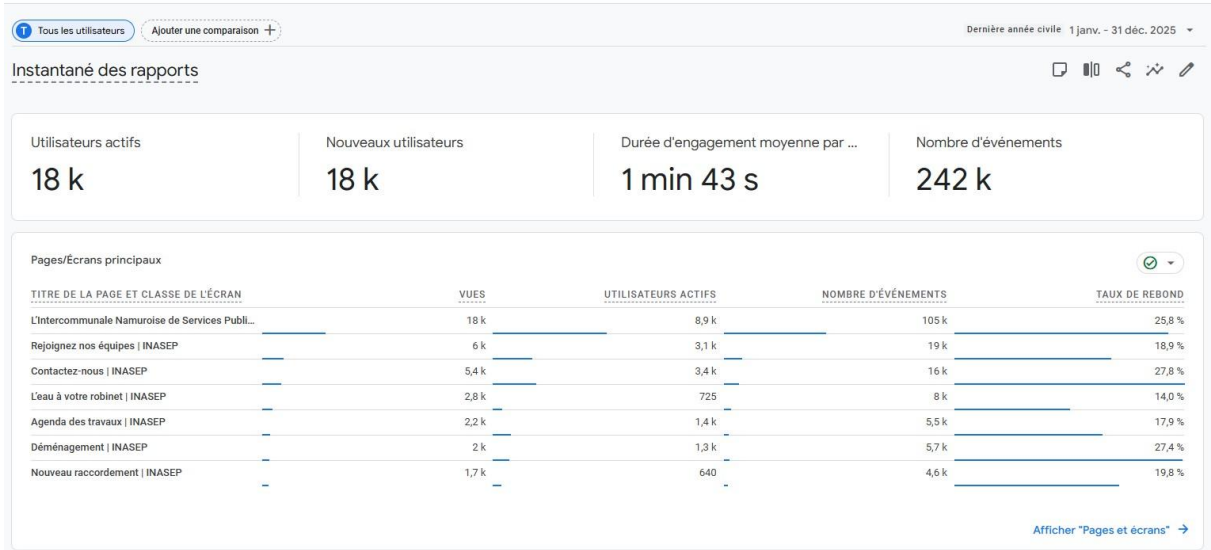 T Tous les utilisateurs Ajouter une comparaison + Dernière année civile 1 janv. - 31 déc. 2025
Instantané des rapports
Utilisateurs actifs Nouveaux utilisateurs Durée d'engagement moyenne par ... Nombre d'événements
18 k 18 k 1 min 43 s 242 k
Pages/Écrans principaux
TITRE DE LA PAGE ET CLASSE DE L'ÉCRAN VUES UTILISATEURS ACTIFS NOMBRE D'ÉVÉNEMENTS TAUX DE REBOND
L'Intercommunale Namuroise de Services Publi... 18 k 8,9 k 105 k 25,8 %
Rejoignez nos équipes | INASEP 6 k 3,1 k 19 k 18,9 %
Contactez-nous | INASEP 5,4 k 3,4 k 16 k 27,8 %
L'eau à votre robinet | INASEP 2,8 k 725 8 k 14,0 %
Agenda des travaux | INASEP 2,2 k 1,4 k 5,5 k 17,9 %
Déménagement | INASEP 2 k 1,3 k 5,7 k 27,4 %
Nouveau raccordement | INASEP 1,7 k 640 4,6 k 19,8 %
Afficher "Pages et écrans" →